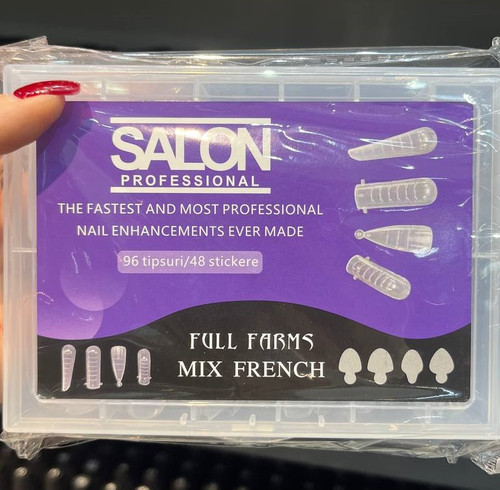 SALON
PROFESSIONAL
THE FASTEST AND MOST PROFESSIONAL
NAIL ENHANCEMENTS EVER MADE
96 tipsuri/48 stickere
FULL FARMS
MIX FRENCH